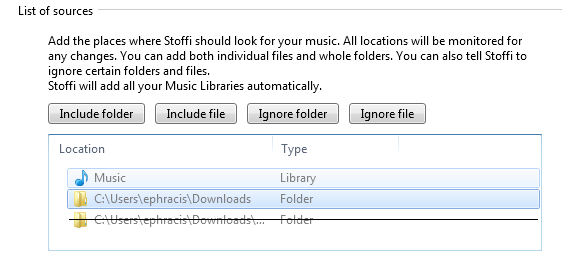 List of sources
Add the places where Stoffi should look for your music. All locations will be monitored for
any changes. You can add both individual files and whole folders. You can also tell Stoffi to
ignore certain folders and files.
Stoffi will add all your Music Libraries automatically.
Include folder Include file Ignore folder Ignore file
Location Type
Music Library
C:\Users\ephracis\Downloads Folder
C:\Users\ephracis\Downloads\... Folder